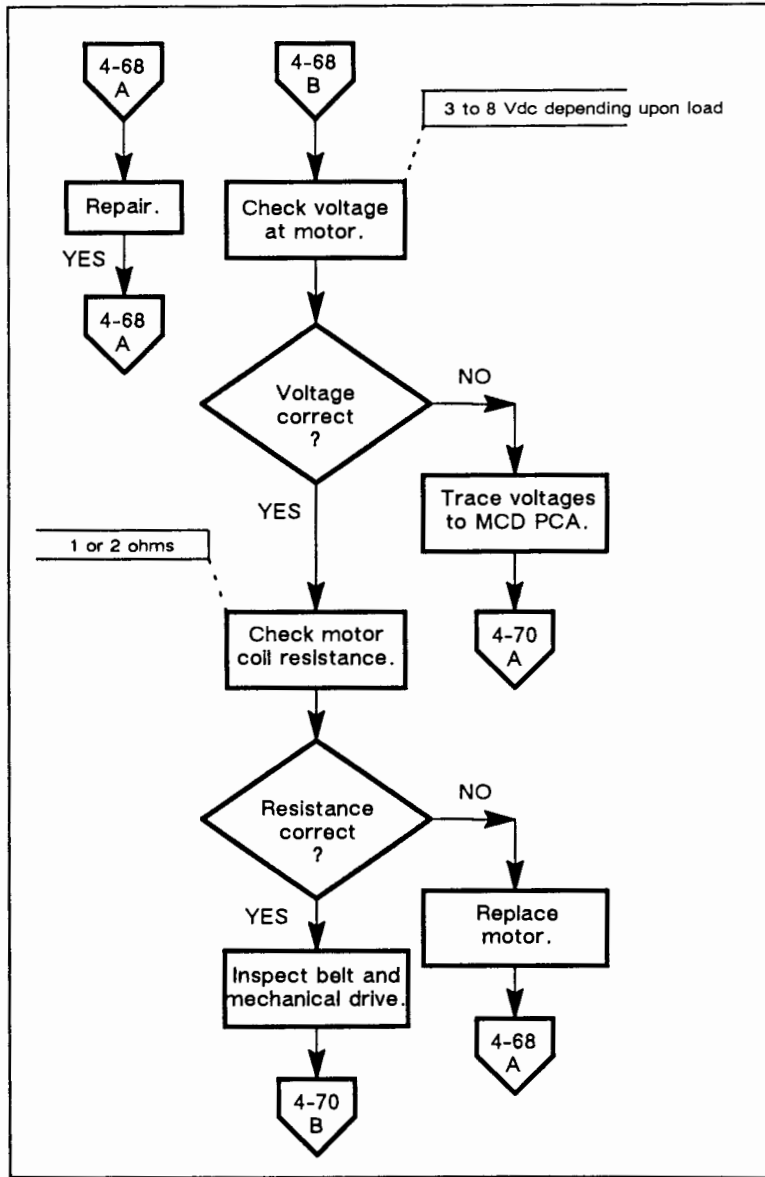 4-68
A
4-68
B
3 to 8 Vdc depending upon load
Repair.
Check voltage
at motor.
YES
4-68
A
Voltage
correct
?
NO
YES
Trace voltages
to MCD PCA.
1 or 2 ohms
4-70
A
Check motor
coil resistance.
Resistance
correct
?
NO
YES
Replace
motor.
Inspect belt and
mechanical drive.
4-68
A
4-70
B